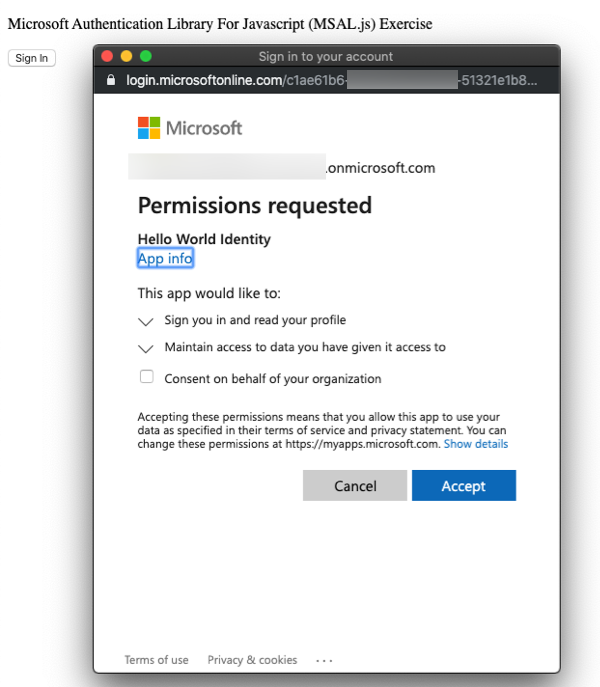 Microsoft Authentication Library For Javascript (MSAL.js) Exercise
Sign In
Sign in to your account
login.microsoftonline.com/c1ae61b6- -51321e1b8...
Microsoft
.onmicrosoft.com
Permissions requested
Hello World Identity
App info
This app would like to:
Sign you in and read your profile
Maintain access to data you have given it access to
Consent on behalf of your organization
Accepting these permissions means that you allow this app to use your
data as specified in their terms of service and privacy statement. You can
change these permissions at https://myapps.microsoft.com. Show details
Cancel
Accept
Terms of use
Privacy & cookies
...